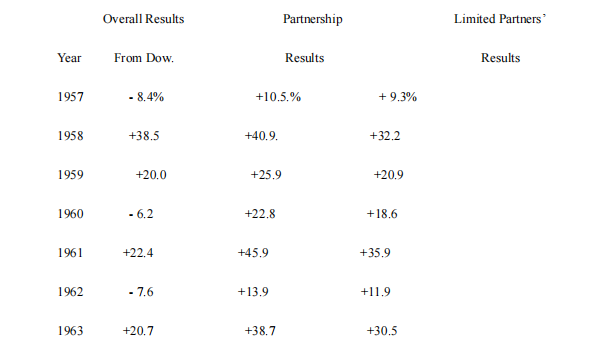 Overall Results Partnership Limited Partners’
Year From Dow. Results Results
1957 - 8.4% +10.5.% + 9.3%
1958 +38.5 +40.9. +32.2
1959 +20.0 +25.9 +20.9
1960 - 6.2 +22.8 +18.6
1961 +22.4 +45.9 +35.9
1962 - 7.6 +13.9 +11.9
1963 +20.7 +38.7 +30.5